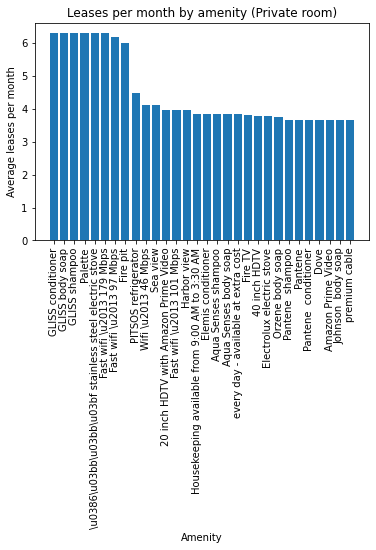 Leases per month by amenity (Private room)
Average leases per month
6
5
4
3
2
1
0
GLISS conditioner
GLISS body soap
GLISS shampoo
Palette
\u0386\u03bb\u03bb\u03bf stainless steel electric stove
Fast wifi \u2013 179 Mbps
Fast wifi \u2013 97 Mbps
Fire pit
PITSOS refrigerator
Wifi \u2013 46 Mbps
Sea view
20 inch HDTV with Amazon Prime Video
Fast wifi \u2013 101 Mbps
Harbor view
Housekeeping available from 9:00 AM to 3:30 AM
Elemis conditioner
Aqua Senses shampoo
Aqua Senses body soap
every day - available at extra cost
Fire TV
40 inch HDTV
Electrolux electric stove
Orzene body soap
Pantene  shampoo
Pantene
Pantene  conditioner
Dove
Amazon Prime Video
Johnson body soap
premium cable
Amenity